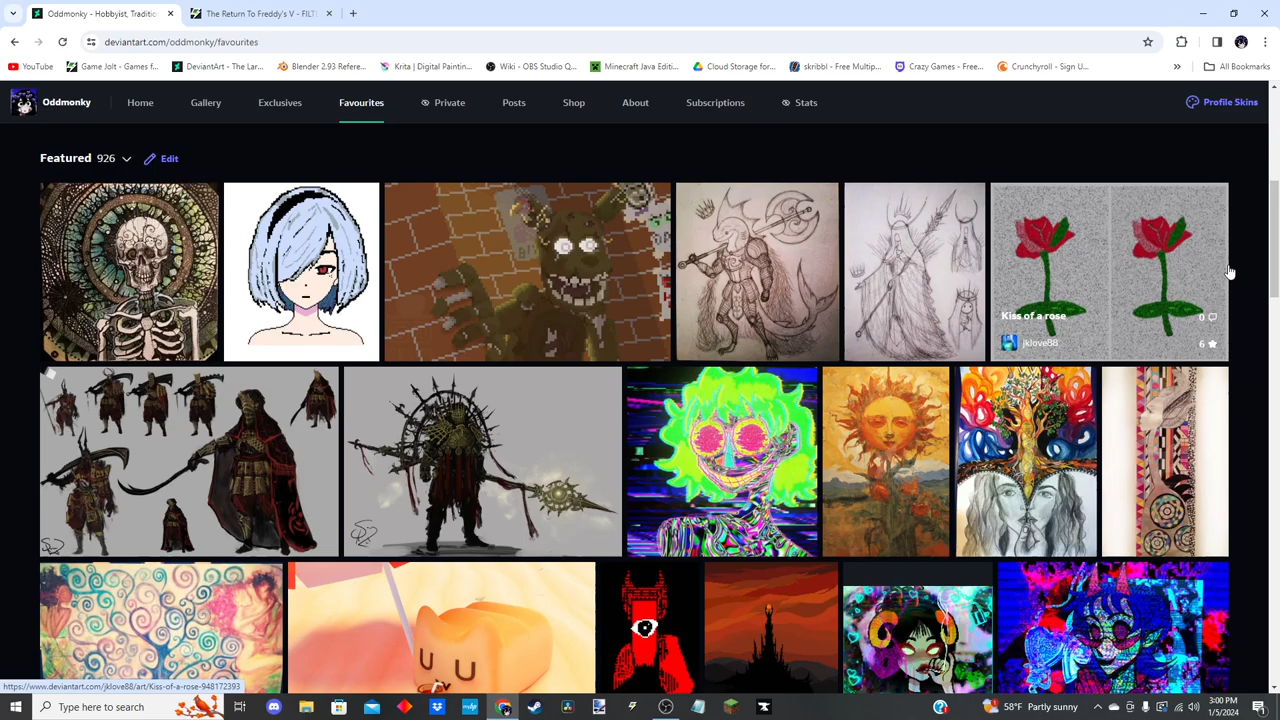 Oddmonky - Hobbyist, Traditio
The Return To Freddy's V - FILT
deviantart.com/oddmonky/favourites
YouTube Game Jolt - Games f... DeviantArt - The Lar... Blender 2.93 Refere... Krita | Digital Paintin... Wiki - OBS Studio Q... Minecraft Java Editi... Cloud Storage for... skribbl - Free Multip... Crazy Games - Free... Crunchyroll - Sign U... » All Bookmarks
Oddmonky Home Gallery Exclusives Favourites Private Posts Shop About Subscriptions Stats Profile Skins
Featured 926 Edit
Kiss of a rose 0
jklove88 6
https://www.deviantart.com/jklove88/art/Kiss-of-a-rose-948172393
Type here to search
58°F Partly sunny
3:00 PM
1/5/2024